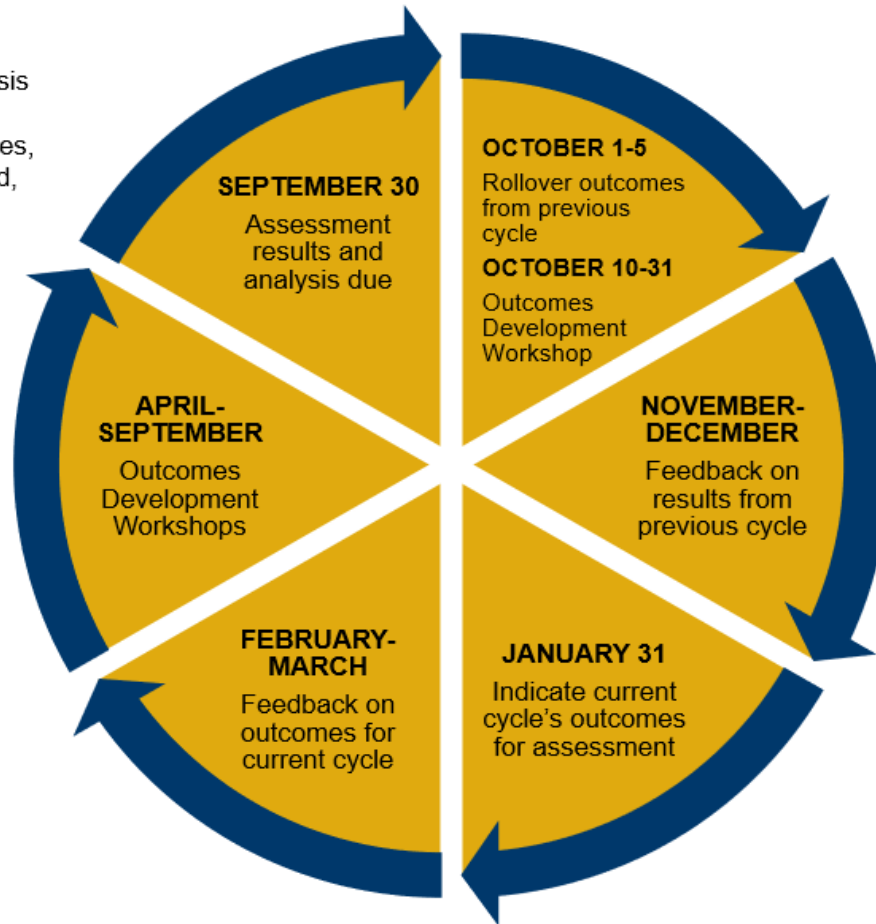 sis
es,
d,
SEPTEMBER 30
Assessment
results and
analysis due
OCTOBER 1-5
Rollover outcomes
from previous
cycle
OCTOBER 10-31
Outcomes
Development
Workshop
NOVEMBER-
DECEMBER
Feedback on
results from
previous cycle
JANUARY 31
Indicate current
cycle’s outcomes
for assessment
FEBRUARY-
MARCH
Feedback on
outcomes for
current cycle
APRIL-
SEPTEMBER
Outcomes
Development
Workshops